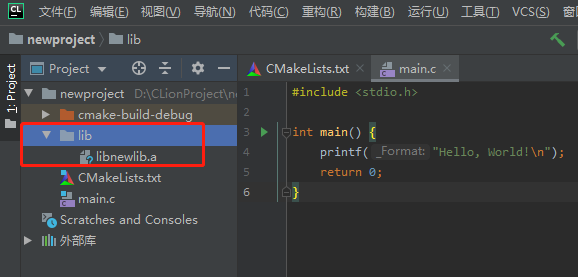 CL 文件(F) 编辑(E) 视图(V) 导航(N) 代码(C) 重构(R) 构建(B) 运行(U) 工具(T) VCS(S) 窗
newproject lib
1: Project
Project CMakeLists.txt main.c
newproject D:\CLionProject\ne
cmake-build-debug
lib
libnewlib.a
CMakeLists.txt
main.c
Scratches and Consoles
外部库
1 #include <stdio.h>
2
3 int main() {
4 printf( _Format: "Hello, World!\n");
5 return 0;
6 }